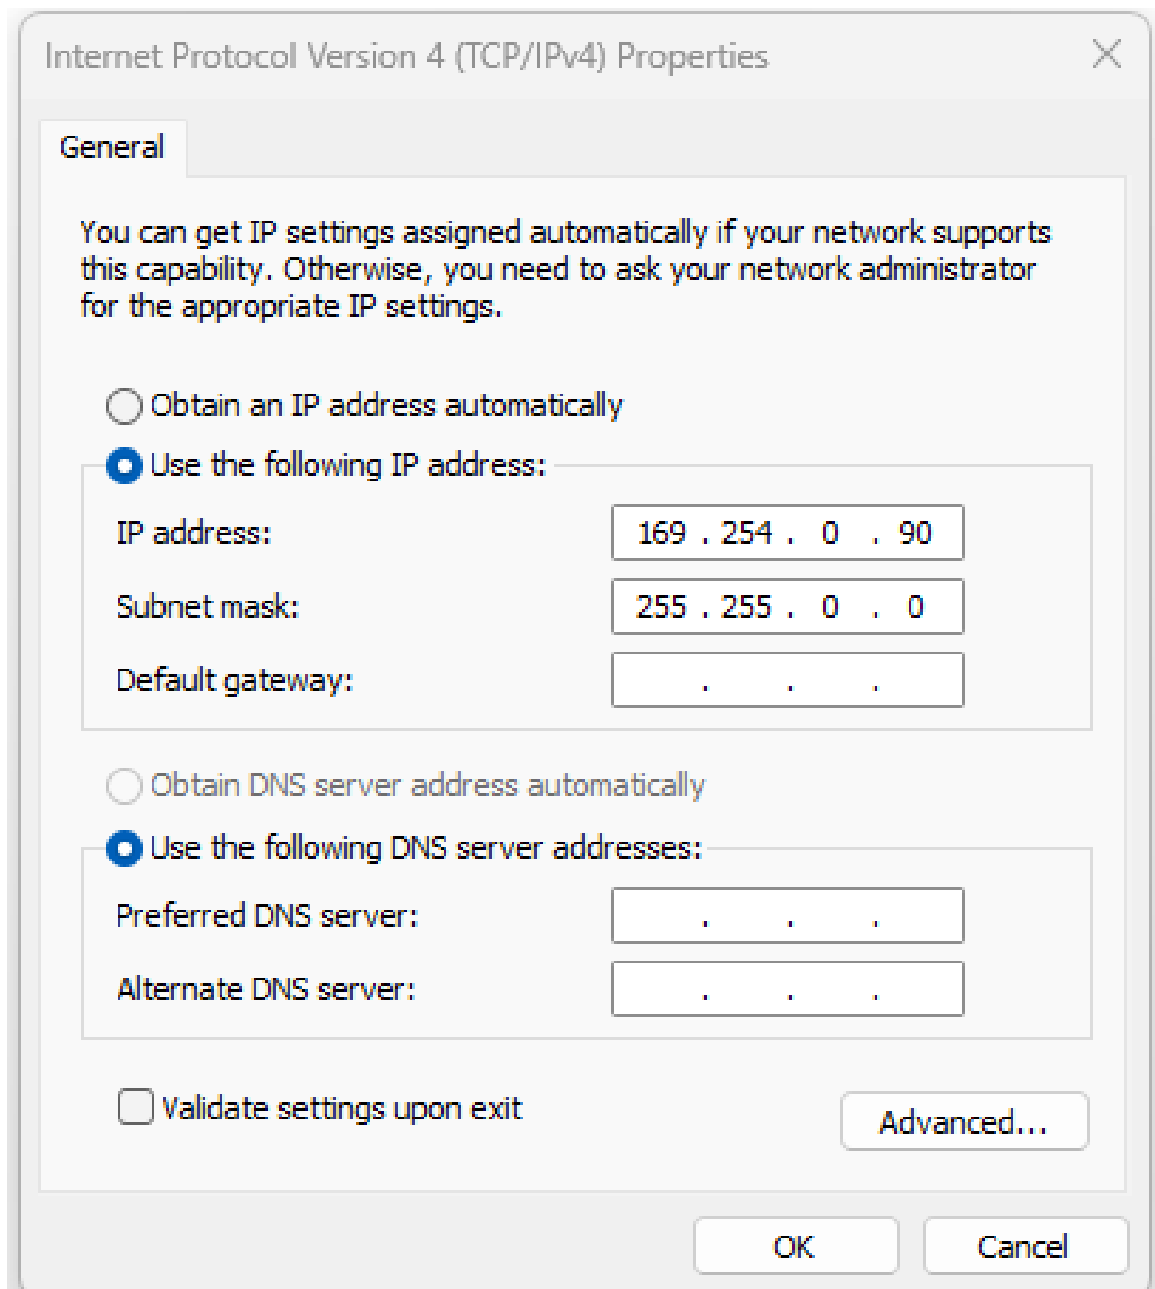 Internet Protocol Version 4 (TCP/IPv4) Properties
General
You can get IP settings assigned automatically if your network supports
this capability. Otherwise, you need to ask your network administrator
for the appropriate IP settings.
Obtain an IP address automatically
Use the following IP address:
IP address: 169 . 254 . 0 . 90
Subnet mask: 255 . 255 . 0 . 0
Default gateway: . . .
Obtain DNS server address automatically
Use the following DNS server addresses:
Preferred DNS server: . . .
Alternate DNS server: . . .
Validate settings upon exit
Advanced...
OK Cancel